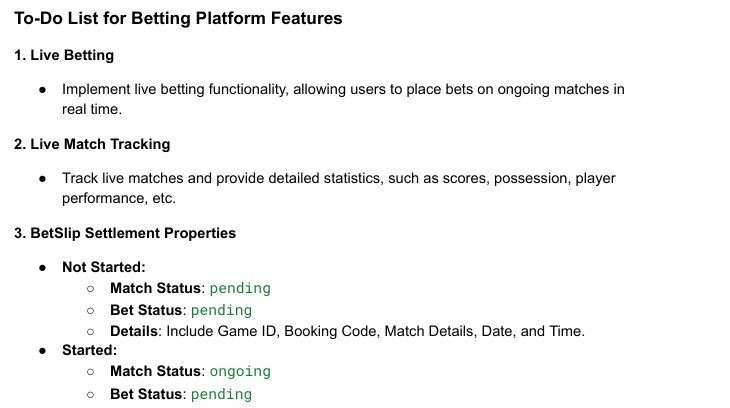 To-Do List for Betting Platform Features
1. Live Betting
● Implement live betting functionality, allowing users to place bets on ongoing matches in
real time.
2. Live Match Tracking
● Track live matches and provide detailed statistics, such as scores, possession, player
performance, etc.
3. BetSlip Settlement Properties
● Not Started:
○ Match Status: pending
○ Bet Status: pending
○ Details: Include Game ID, Booking Code, Match Details, Date, and Time.
● Started:
○ Match Status: ongoing
○ Bet Status: pending